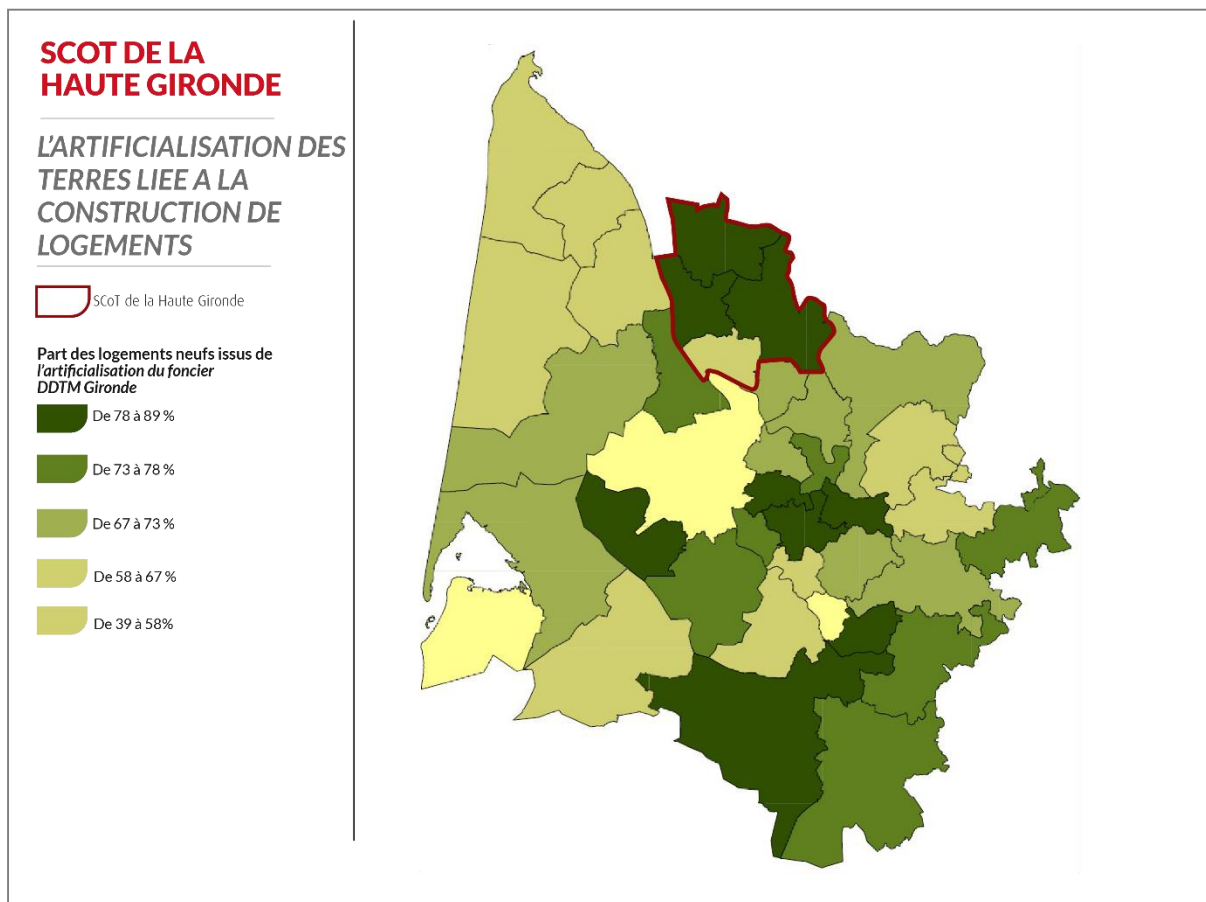 SCOT DE LA
HAUTE GIRONDE
L'ARTIFICIALISATION DES
TERRES LIEE A LA
CONSTRUCTION DE
LOGEMENTS
SCoT de la Haute Gironde
Part des logements neufs issus de
l'artificialisation du foncier
DDTM Gironde
De 78 à 89 %
De 73 à 78 %
De 67 à 73 %
De 58 à 67 %
De 39 à 58%